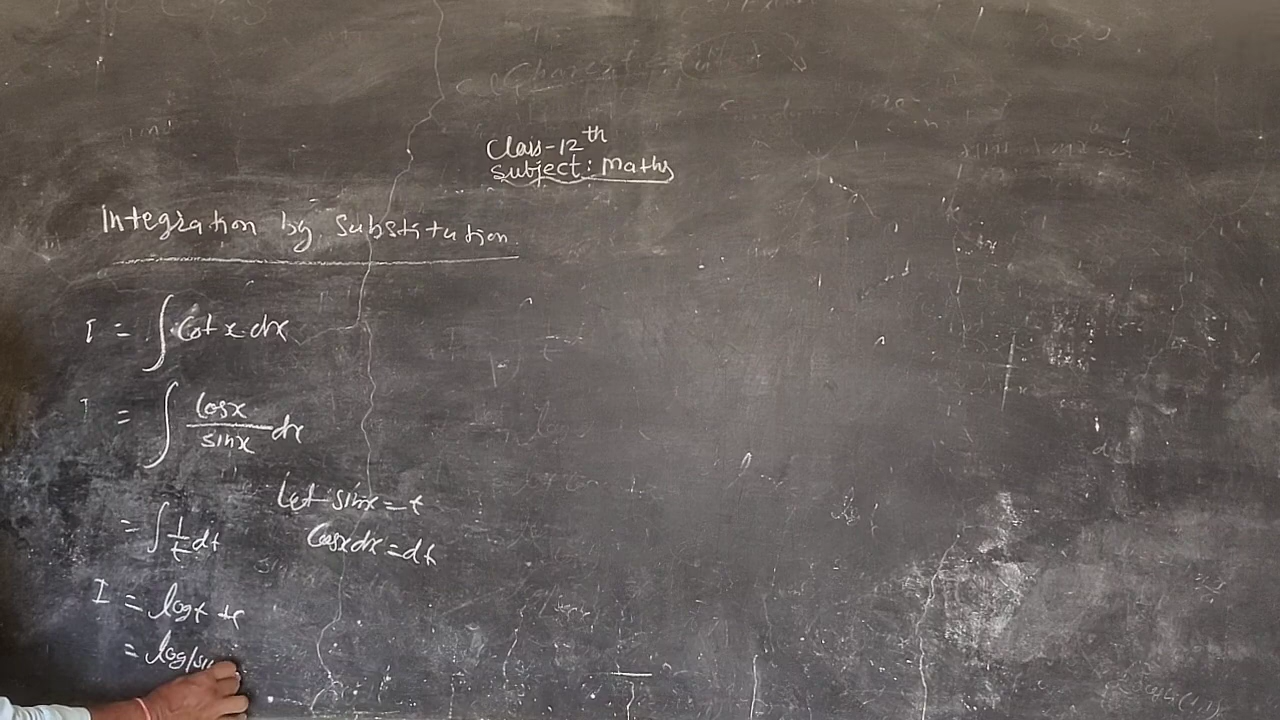 Class-12th
Subject: Maths
Integration by Substitution.
I = ∫ Cot x dx
I = ∫ Cosx/sinx dx
Let sinx = t
= ∫ 1/t dt
Cosx dx = dt
I = log t + c
= log|sin